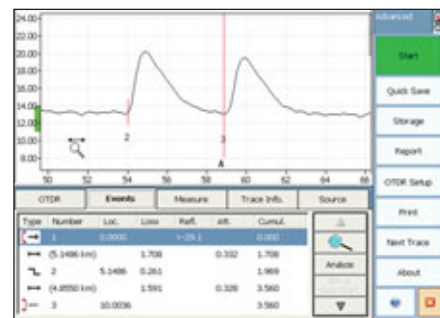 24.00
22.00
20.00
18.00
16.00
14.00
12.00
10.00
8.00
2
3
A
50 52 54 56 58 60 62 64 66
OTDR Events Measure Trace Info. Source
Type Number Loc. Loss Refl. Att. Cumul.
1 0.0000 >-29.1 0.000
(5.1486 km) 1.708 0.332 1.708
2 5.1486 0.261 1.969
(4.8550 km) 1.591 0.328 3.560
3 10.0036 3.560
Analyze
Advanced
Start
Quick Save
Storage
Report
OTDR Setup
Print
Next Trace
About